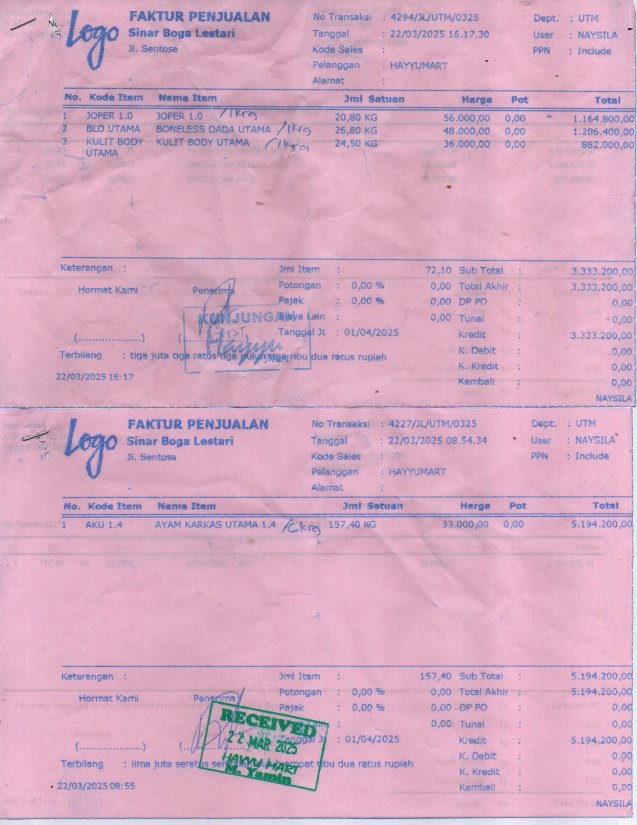 Logo
FAKTUR PENJUALAN
Sinar Boga Lestari
Jl. Sentosa
No Transaksi : 4294/JL/UTM/0325
Tanggal : 22/03/2025 16.17.30
Kode Sales :
Pelanggan : HAYYUMART
Alamat :
Dept. : UTM
User : NAYSILA
PPN : Include
No. Kode Item Nama Item Jml Satuan Harga Pot Total
1 JOPER 1.0 JOPER 1.0 /1krg 20,80 KG 56.000,00 0,00 1.164.800,00
2 BLD UTAMA BONELESS DADA UTAMA /1krg 26,80 KG 48.000,00 0,00 1.286.400,00
3 KULIT BODY UTAMA KULIT BODY UTAMA /1krg 24,50 KG 36.000,00 0,00 882.000,00
Keterangan :
Hormat Kami Penerima
(....................)
Jml Item : 72,10
Potongan : 0,00 % 0,00
Pajak : 0,00 % 0,00
Biaya Lain : 0,00
Tanggal Jt : 01/04/2025
Sub Total : 3.333.200,00
Total Akhir : 3.333.200,00
DP PO : 0,00
Tunai : 0,00
Kredit : 3.333.200,00
K. Debit : 0,00
K. Kredit : 0,00
Kembali : 0,00
KUNJUNGAN
Hayyu
Terbilang : tiga juta tiga ratus tiga puluh tiga ribu dua ratus rupiah
22/03/2025 16:17
NAYSILA
Logo
FAKTUR PENJUALAN
Sinar Boga Lestari
Jl. Sentosa
No Transaksi : 4227/JL/UTM/0325
Tanggal : 22/03/2025 08.54.34
Kode Sales :
Pelanggan : HAYYUMART
Alamat :
Dept. : UTM
User : NAYSILA
PPN : Include
No. Kode Item Nama Item Jml Satuan Harga Pot Total
1 AKU 1.4 AYAM KARKAS UTAMA 1.4 /6krg 157,40 KG 33.000,00 0,00 5.194.200,00
Keterangan :
Hormat Kami Penerima
(....................) (
Jml Item : 157,40
Potongan : 0,00 % 0,00
Pajak : 0,00 % 0,00
: 0,00
Tanggal Jt : 01/04/2025
Sub Total : 5.194.200,00
Total Akhir : 5.194.200,00
DP PO : 0,00
Tunai : 0,00
Kredit : 5.194.200,00
K. Debit : 0,00
K. Kredit : 0,00
Kembali : 0,00
RECEIVED
22 MAR 2025
HAYYU MART
M. Yamin
Terbilang : lima juta seratus empat ribu dua ratus rupiah
22/03/2025 08:55
NAYSILA